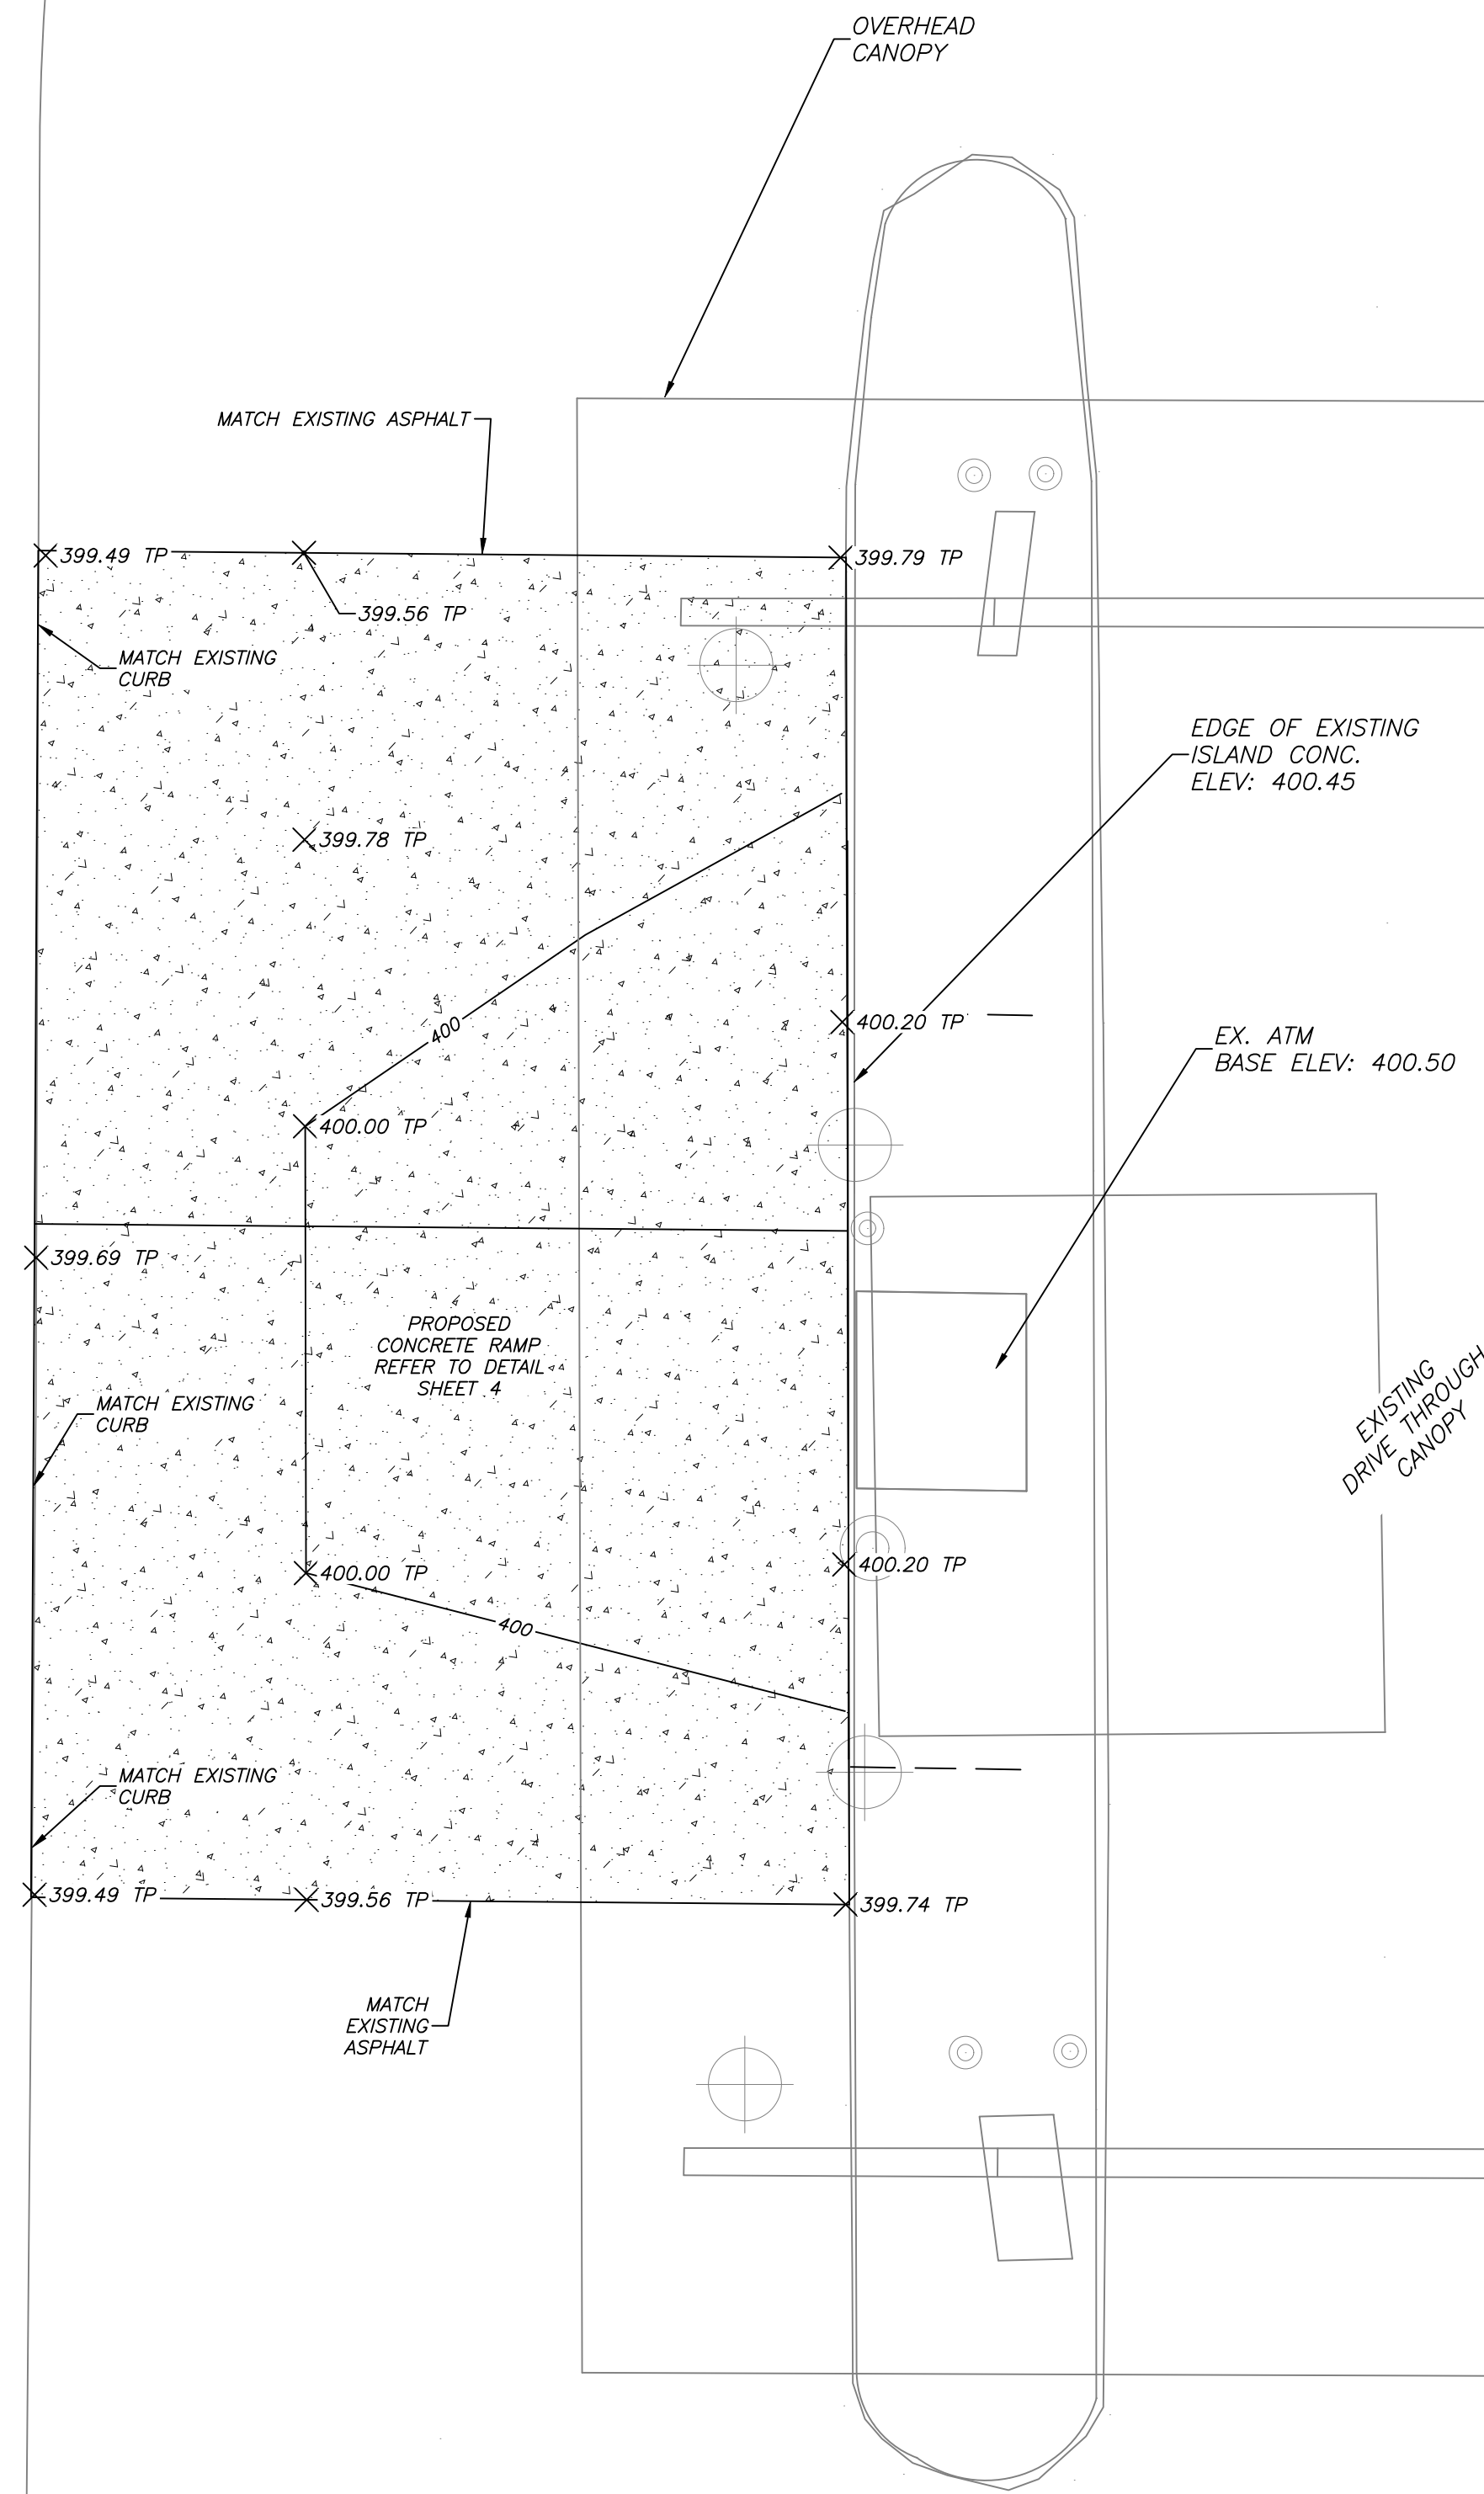 OVERHEAD
CANOPY
MATCH EXISTING ASPHALT
399.49 TP
399.79 TP
399.56 TP
MATCH EXISTING
CURB
EDGE OF EXISTING
ISLAND CONC.
ELEV: 400.45
399.78 TP
400.20 TP
400
EX. ATM
BASE ELEV: 400.50
400.00 TP
399.69 TP
PROPOSED
CONCRETE RAMP
REFER TO DETAIL
SHEET 4
EXISTING
DRIVE THROUGH
CANOPY
MATCH EXISTING
CURB
400.20 TP
400.00 TP
400
MATCH EXISTING
CURB
399.49 TP
399.56 TP
399.74 TP
MATCH
EXISTING
ASPHALT